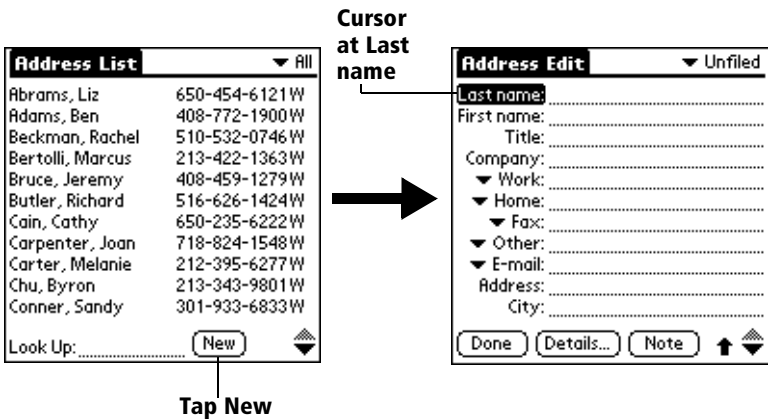 Cursor
at Last
name
Address List ▼ All
Abrams, Liz 650-454-6121W
Adams, Ben 408-772-1900W
Beckman, Rachel 510-532-0746W
Bertolli, Marcus 213-422-1363W
Bruce, Jeremy 408-459-1279W
Butler, Richard 516-626-1424W
Cain, Cathy 650-235-6222W
Carpenter, Joan 718-824-1548W
Carter, Melanie 212-395-6277W
Chu, Byron 213-343-9801W
Conner, Sandy 301-933-6833W
Look Up: New
Tap New
Address Edit ▼ Unfiled
Last name:
First name:
Title:
Company:
▼ Work:
▼ Home:
▼ Fax:
▼ Other:
▼ E-mail:
Address:
City:
Done Details... Note